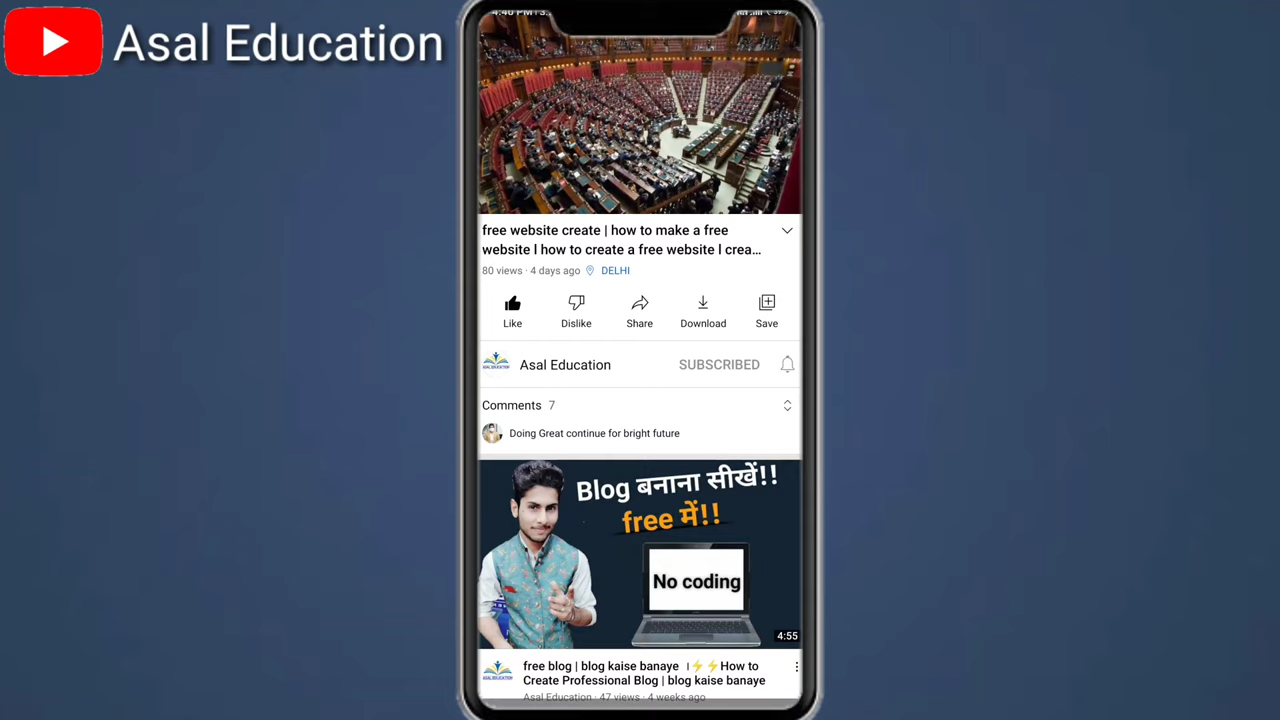 Asal Education
free website create | how to make a free
website l how to create a free website l crea...
80 views · 4 days ago DELHI
Like Dislike Share Download Save
Asal Education SUBSCRIBED
Comments 7
Doing Great continue for bright future
Blog बनाना सीखें!!
free में!!
No coding
4:55
free blog | blog kaise banaye ।⚡⚡How to
Create Professional Blog | blog kaise banaye
Asal Education · 47 views · 4 weeks ago